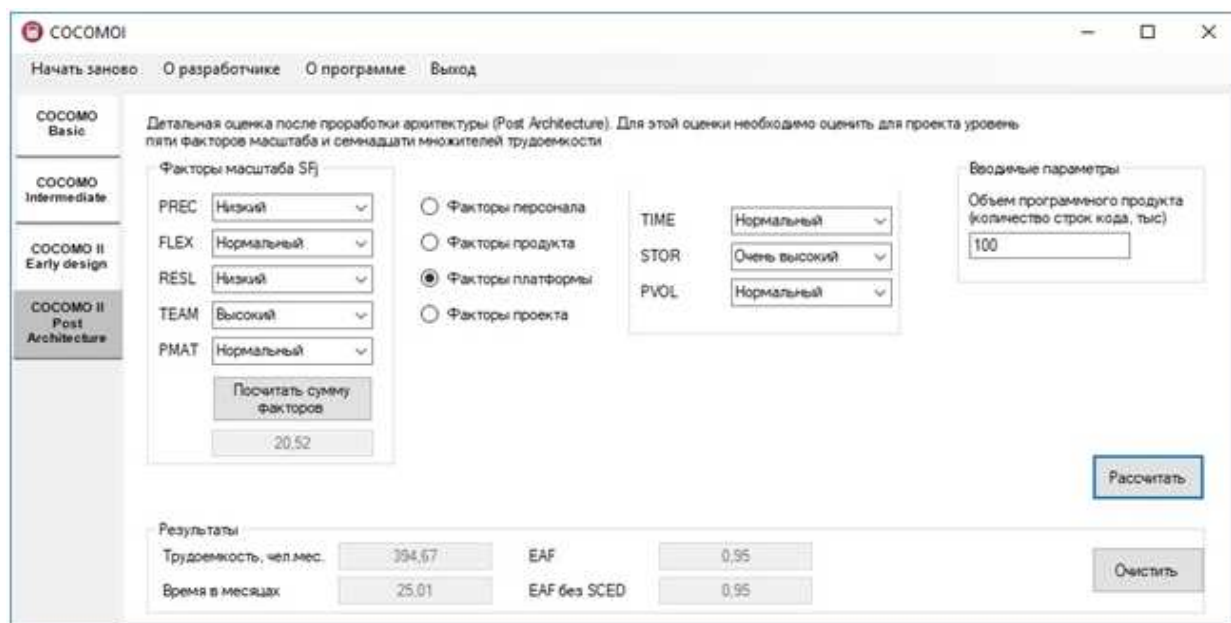 COCOMOI
Начать заново О разработчике О программе Выход
COCOMO
Basic
COCOMO
Intermediate
COCOMO II
Early design
COCOMO II
Post
Architecture
Детальная оценка после проработки архитектуры (Post Architecture). Для этой оценки необходимо оценить для проекта уровень
пяти факторов масштаба и семнадцати множителей трудоемкости
Факторы масштаба SFj
PREC Низкий
FLEX Нормальный
RESL Низкий
TEAM Высокий
PMAT Нормальный
Посчитать сумму
факторов
20,52
Факторы персонала
Факторы продукта
Факторы платформы
Факторы проекта
TIME Нормальный
STOR Очень высокий
PVOL Нормальный
Вводимые параметры
Объем программного продукта
(количество строк кода, тыс)
100
Рассчитать
Результаты
Трудоемкость, чел.мес. 394,67 EAF 0,95
Время в месяцах 25,01 EAF без SCED 0,95
Очистить